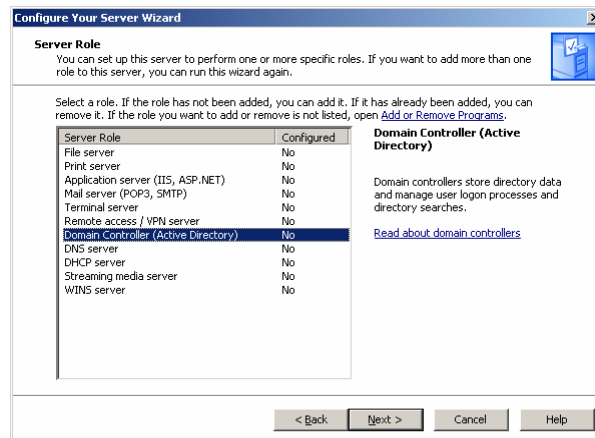 Configure Your Server Wizard
Server Role
You can set up this server to perform one or more specific roles. If you want to add more than one
role to this server, you can run this wizard again.
Select a role. If the role has not been added, you can add it. If it has already been added, you can
remove it. If the role you want to add or remove is not listed, open Add or Remove Programs.
Server Role Configured
File server No
Print server No
Application server (IIS, ASP.NET) No
Mail server (POP3, SMTP) No
Terminal server No
Remote access / VPN server No
Domain Controller (Active Directory) No
DNS server No
DHCP server No
Streaming media server No
WINS server No
Domain Controller (Active
Directory)
Domain controllers store directory data
and manage user logon processes and
directory searches.
Read about domain controllers
< Back Next > Cancel Help